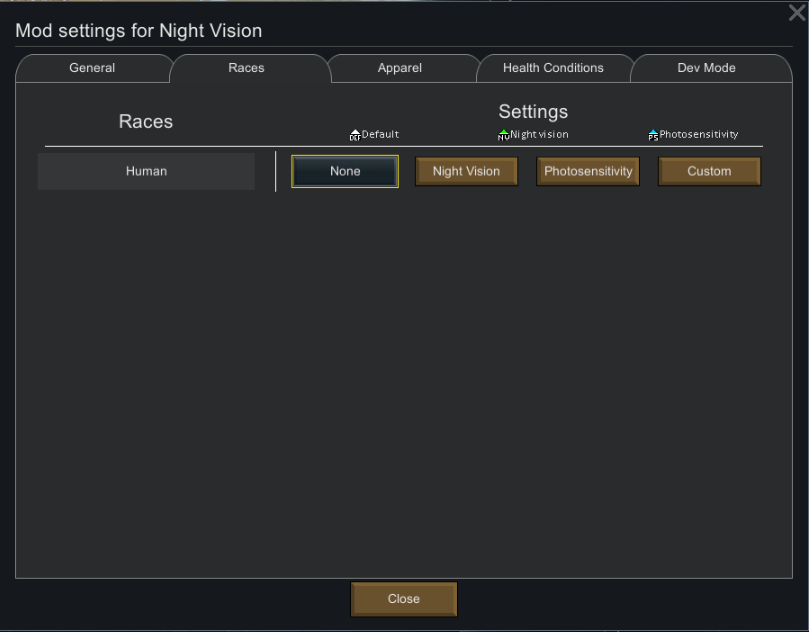 Mod settings for Night Vision
General Races Apparel Health Conditions Dev Mode
Races
Settings
DEF Default NV Night vision PS Photosensitivity
Human None Night Vision Photosensitivity Custom
Close